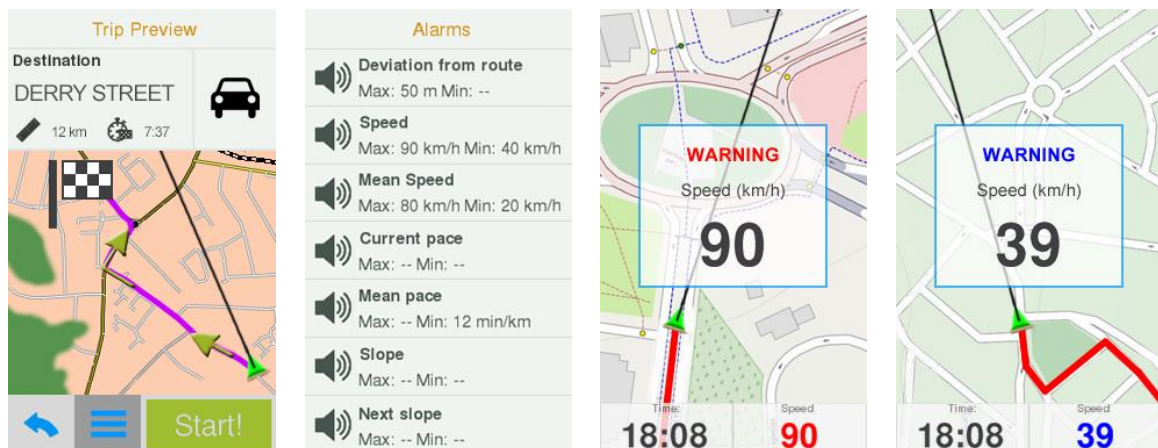 Trip Preview
Destination
DERRY STREET
12 km 7:37
Start!
Alarms
Deviation from route
Max: 50 m Min: --
Speed
Max: 90 km/h Min: 40 km/h
Mean Speed
Max: 80 km/h Min: 20 km/h
Current pace
Max: -- Min: --
Mean pace
Max: -- Min: 12 min/km
Slope
Max: -- Min: --
Next slope
Max: -- Min: --
WARNING
Speed (km/h)
90
Time: Speed
18:08 90
WARNING
Speed (km/h)
39
Time: Speed
18:08 39